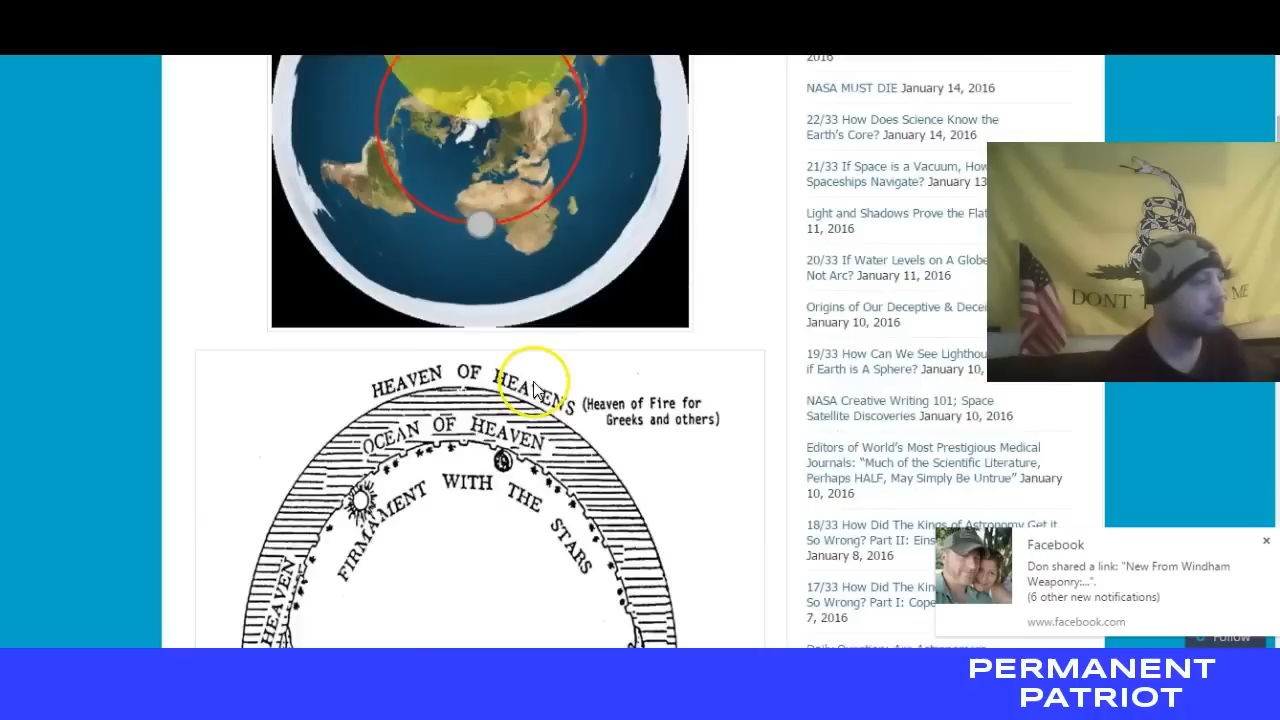 2016
NASA MUST DIE January 14, 2016
22/33 How Does Science Know the
Earth's Core? January 14, 2016
21/33 If Space is a Vacuum, How
Spaceships Navigate? January 13
Light and Shadows Prove the Flat
11, 2016
20/33 If Water Levels on A Globe
Not Arc? January 11, 2016
Origins of Our Deceptive &
January 10, 2016
19/33 How Can We See
if Earth is A Sphere? January 10,
NASA Creative Writing 101; Space
Satellite Discoveries January 10, 2016
Editors of World's Most Prestigious Medical
Journals: "Much of the Scientific Literature,
Perhaps HALF, May Simply Be Untrue" January
10, 2016
18/33 How Did The Kings of Astronomy Get it
So Wrong? Part II:
January 8, 2016
17/33 How Did The
So Wrong? Part I:
7, 2016
DONT ME
HEAVEN OF HEAVENS
(Heaven of Fire for
Greeks and others)
OCEAN OF HEAVEN
FIRMAMENT WITH THE STARS
HEAVEN
Facebook
Don shared a link: "New From Windham
Weaponry:...".
(6 other new notifications)
www.facebook.com
Follow
PERMANENT
PATRIOT